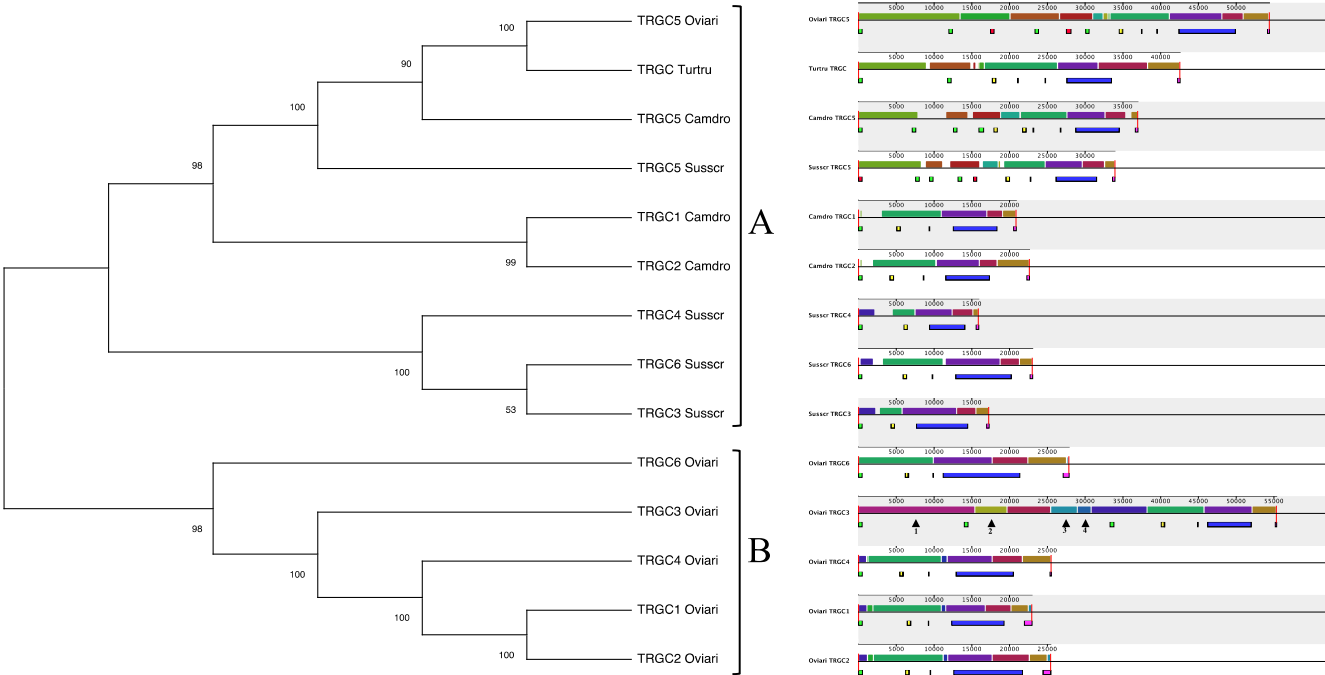 TRGC5 Oviari
TRGC Turtru
TRGC5 Camdro
TRGC5 Susscr
TRGC1 Camdro
TRGC2 Camdro
TRGC4 Susscr
TRGC6 Susscr
TRGC3 Susscr
TRGC6 Oviari
TRGC3 Oviari
TRGC4 Oviari
TRGC1 Oviari
TRGC2 Oviari
100
90
100
98
99
100
53
98
100
100
100
A
B
5000 10000 15000 20000 25000 30000 35000 40000 45000 50000
Oviari TRGC5
5000 10000 15000 20000 25000 30000 35000 40000
Turtru TRGC
5000 10000 15000 20000 25000 30000 35000
Camdro TRGC5
5000 10000 15000 20000 25000 30000
Susscr TRGC5
5000 10000 15000 20000
Camdro TRGC1
5000 10000 15000 20000
Camdro TRGC2
5000 10000 15000
Susscr TRGC4
5000 10000 15000 20000
Susscr TRGC6
5000 10000 15000
Susscr TRGC3
5000 10000 15000 20000 25000
Oviari TRGC6
5000 10000 15000 20000 25000 30000 35000 40000 45000 50000 55000
Oviari TRGC3
1 2 3 4
5000 10000 15000 20000 25000
Oviari TRGC4
5000 10000 15000 20000
Oviari TRGC1
5000 10000 15000 20000 25000
Oviari TRGC2